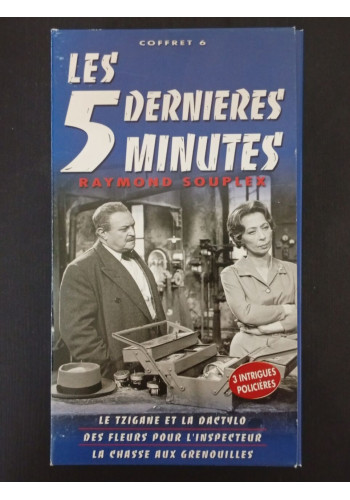 COFFRET 6
LES
5 DERNIERES
MINUTES
RAYMOND SOUPLEX
3 INTRIGUES
POLICIÈRES
LE TZIGANE ET LA DACTYLO
DES FLEURS POUR L'INSPECTEUR
LA CHASSE AUX GRENOUILLES